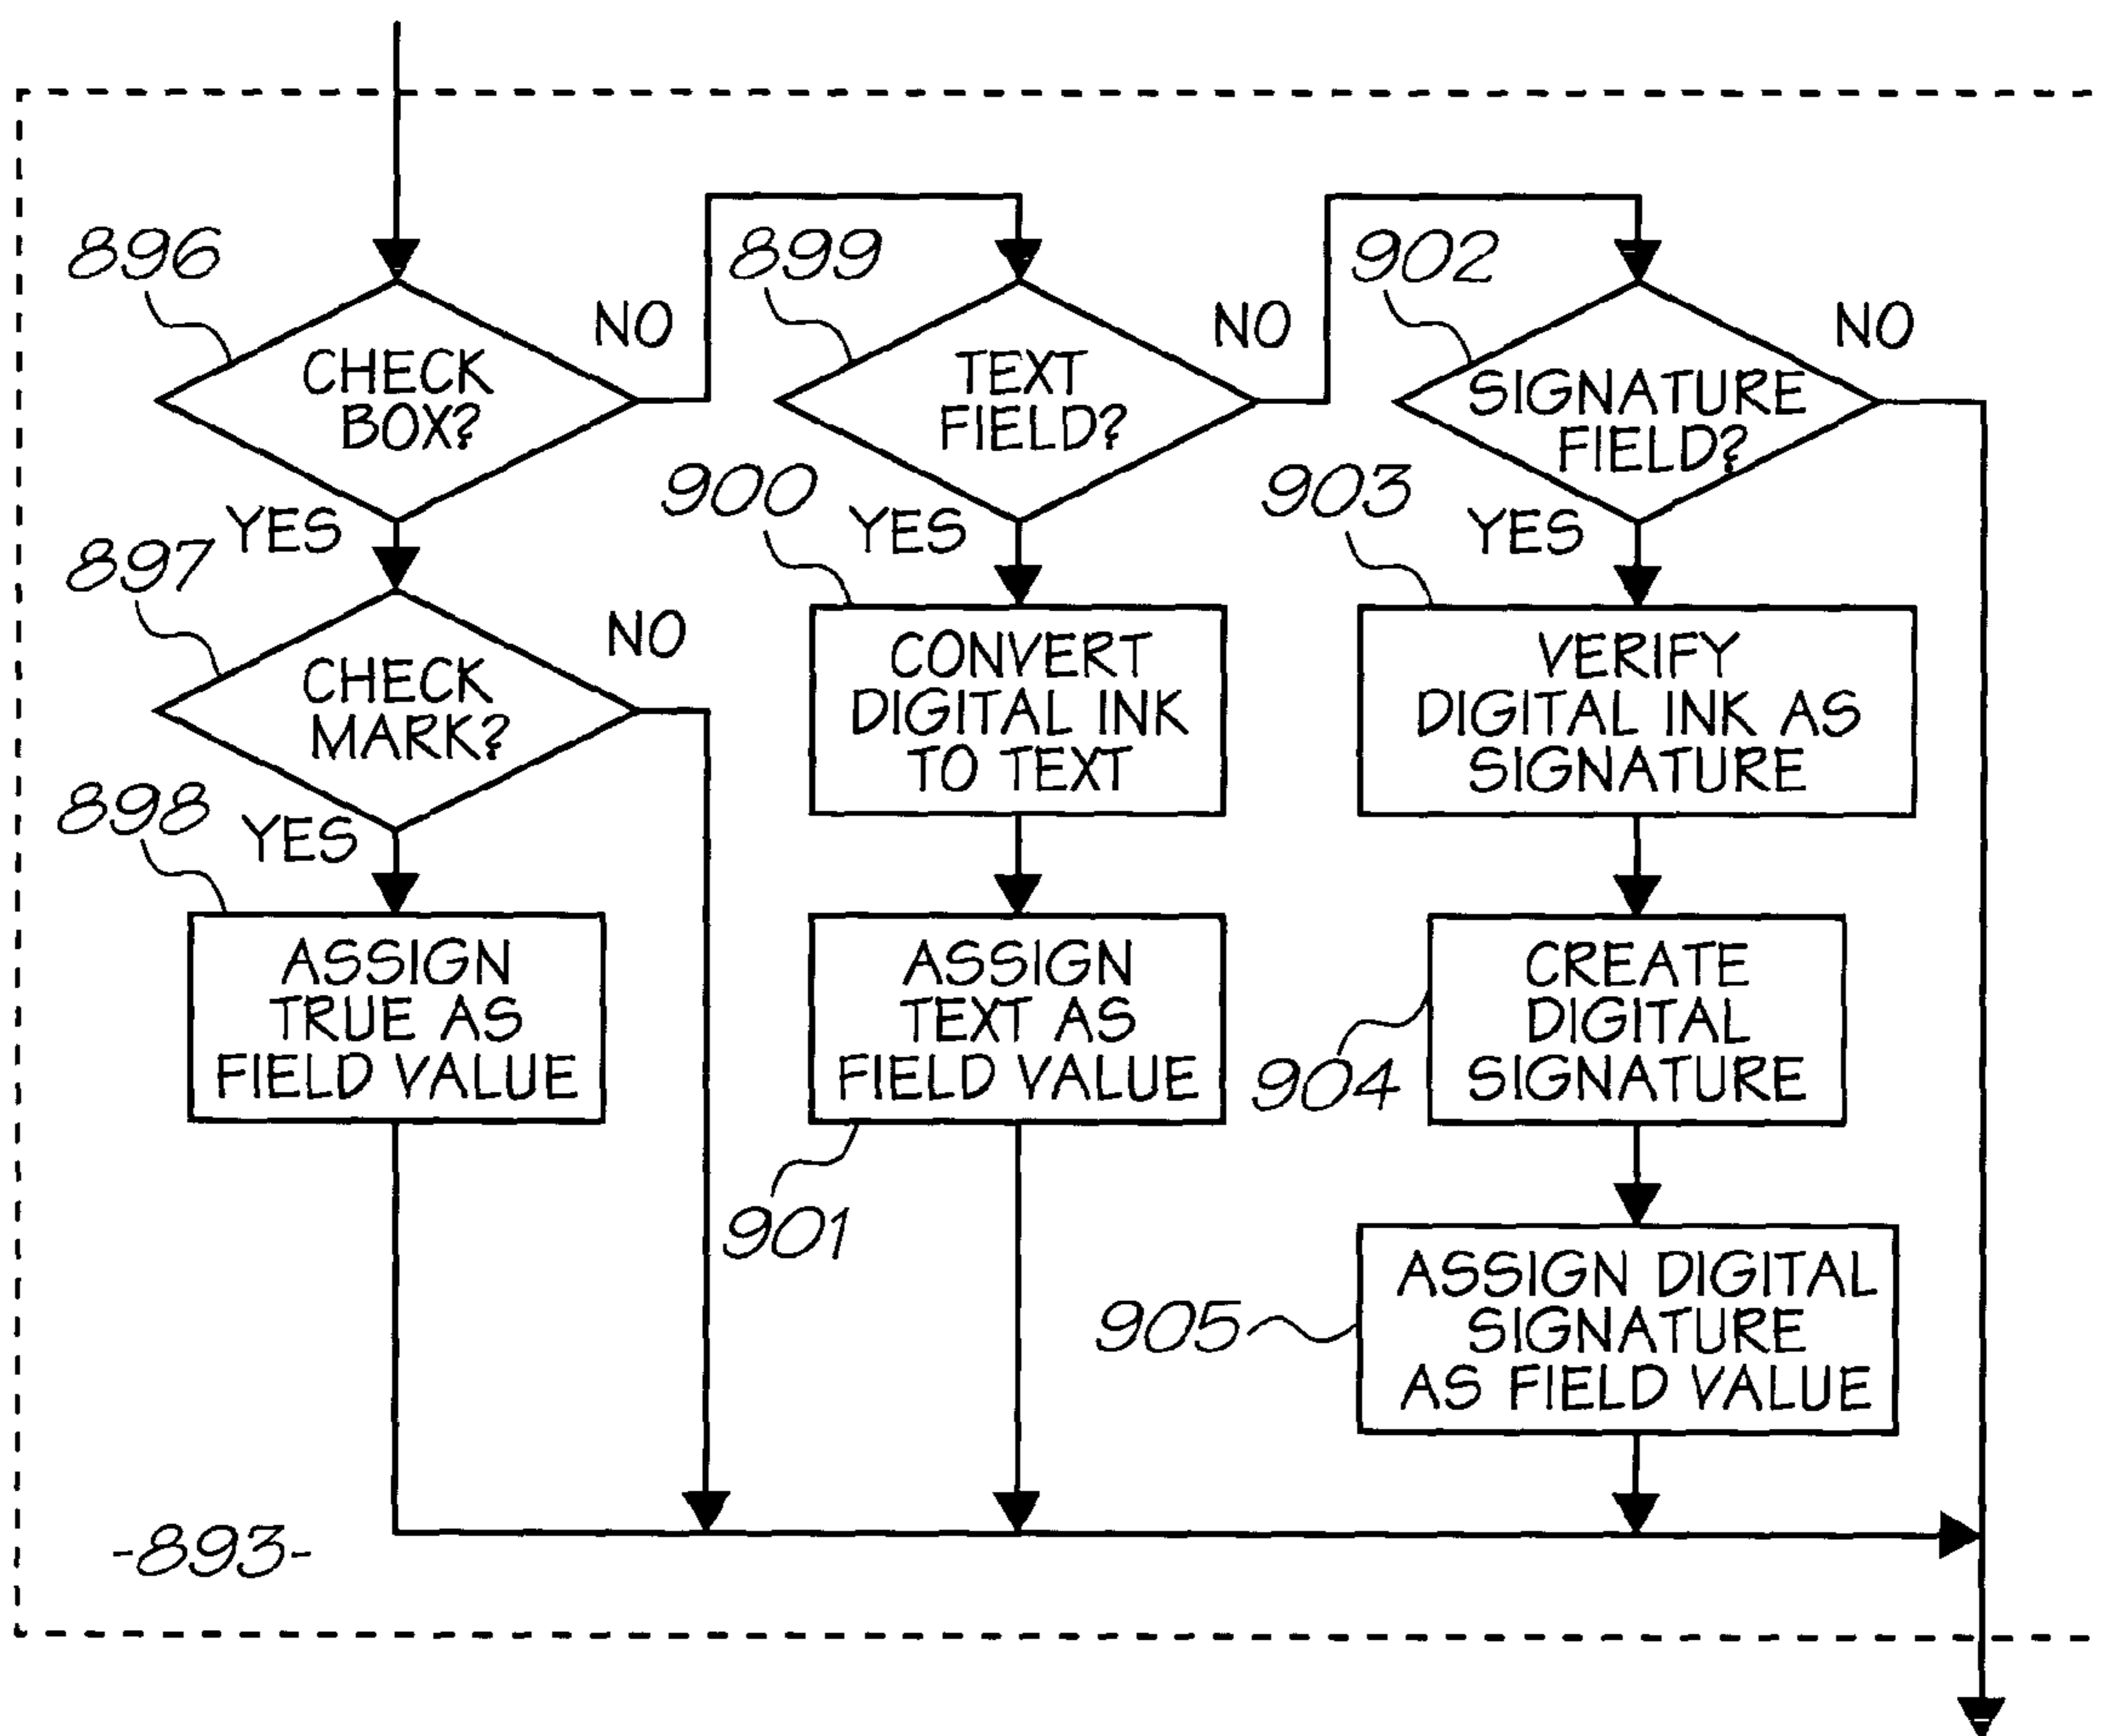 896
CHECK
BOX?
NO
YES
897
CHECK
MARK?
NO
YES
898
ASSIGN
TRUE AS
FIELD VALUE
899
TEXT
FIELD?
NO
YES
900
CONVERT
DIGITAL INK
TO TEXT
ASSIGN
TEXT AS
FIELD VALUE
901
902
SIGNATURE
FIELD?
NO
YES
903
VERIFY
DIGITAL INK AS
SIGNATURE
CREATE
DIGITAL
SIGNATURE
904
ASSIGN DIGITAL
SIGNATURE
AS FIELD VALUE
905
-893-